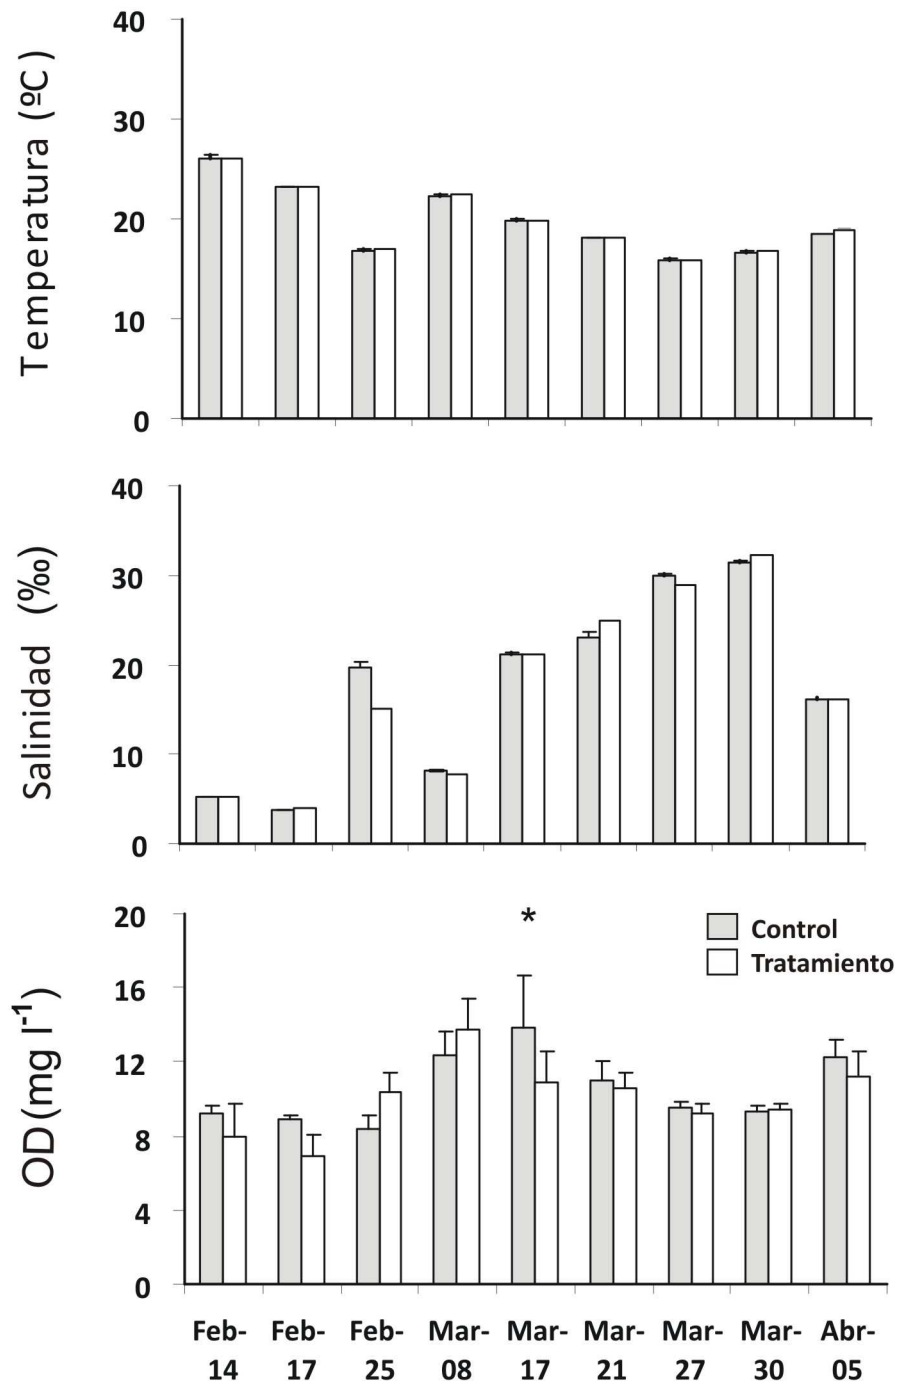 Temperatura (ºC)
40
30
20
10
0
Salinidad (‰)
40
30
20
10
0
OD(mg l-1)
20
16
12
8
4
0
*
Control
Tratamiento
Feb-14
Feb-17
Feb-25
Mar-08
Mar-17
Mar-21
Mar-27
Mar-30
Abr-05